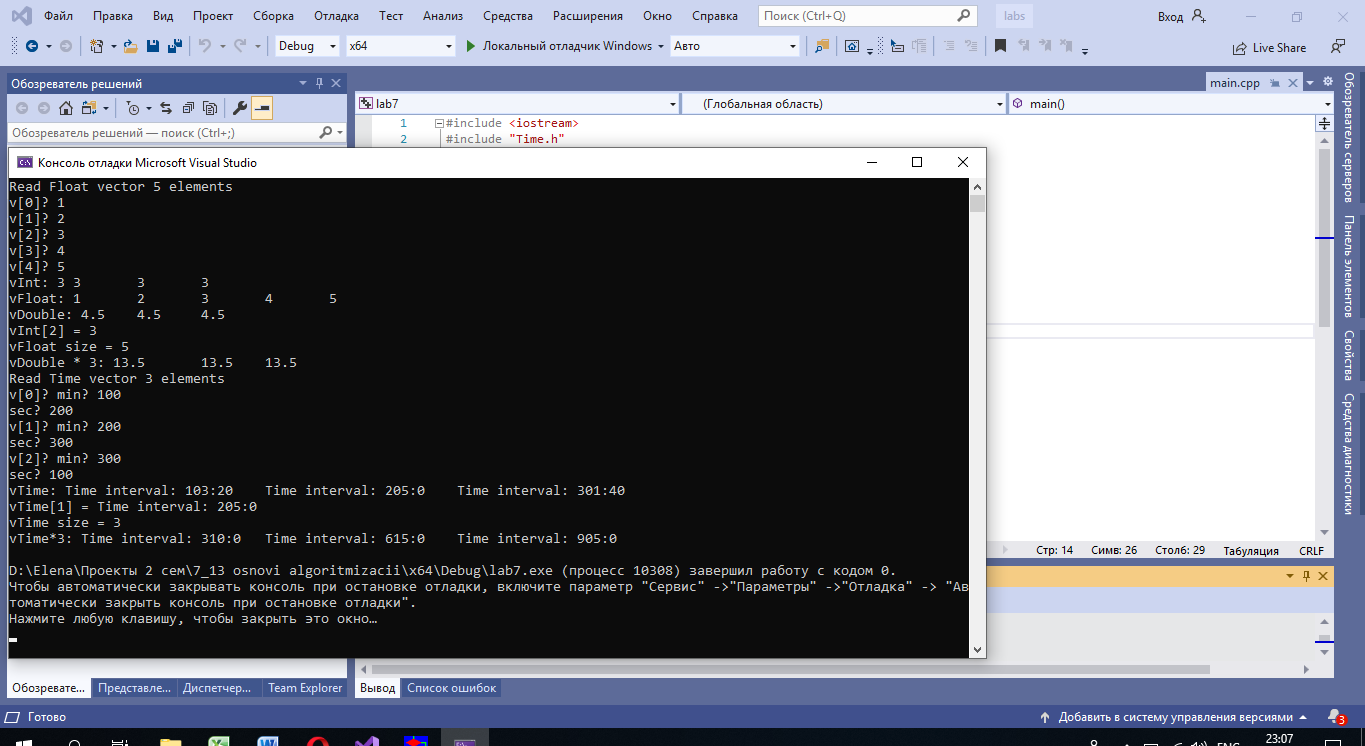 Файл Правка Вид Проект Сборка Отладка Тест Анализ Средства Расширения Окно Справка Поиск (Ctrl+Q) labs Вход
Debug x64 Локальный отладчик Windows Авто Live Share
Обозреватель решений
main.cpp
lab7 (Глобальная область) main()
Обозреватель решений — поиск (Ctrl+;)
1 #include <iostream>
2 #include "Time.h"
Консоль отладки Microsoft Visual Studio
Read Float vector 5 elements
v[0]? 1
v[1]? 2
v[2]? 3
v[3]? 4
v[4]? 5
vInt: 3 3 3 3
vFloat: 1 2 3 4 5
vDouble: 4.5 4.5 4.5
vInt[2] = 3
vFloat size = 5
vDouble * 3: 13.5 13.5 13.5
Read Time vector 3 elements
v[0]? min? 100
sec? 200
v[1]? min? 200
sec? 300
v[2]? min? 300
sec? 100
vTime: Time interval: 103:20 Time interval: 205:0 Time interval: 301:40
vTime[1] = Time interval: 205:0
vTime size = 3
vTime*3: Time interval: 310:0 Time interval: 615:0 Time interval: 905:0
D:\Elena\Проекты 2 сем\7_13 osnovi algoritmizacii\x64\Debug\lab7.exe (процесс 10308) завершил работу с кодом 0.
Чтобы автоматически закрывать консоль при остановке отладки, включите параметр "Сервис" ->"Параметры" ->"Отладка" -> "Ав
томатически закрыть консоль при остановке отладки".
Нажмите любую клавишу, чтобы закрыть это окно…
Обозреватель серверов
Панель элементов
Свойства
Средства диагностики
Стр: 14 Симв: 26 Столб: 29 Табуляция CRLF
Обозревате... Представле... Диспетчер... Team Explorer Вывод Список ошибок
Готово Добавить в систему управления версиями 3
ENG 23:07